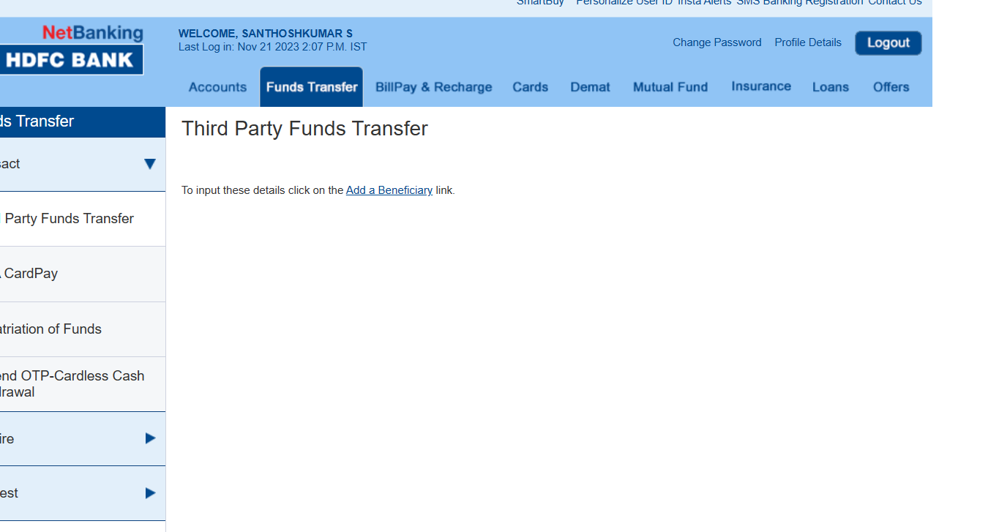 SmartBuy Personalize User ID Insta Alerts SMS Banking Registration Contact Us
NetBanking
HDFC BANK
WELCOME, SANTHOSHKUMAR S
Last Log in: Nov 21 2023 2:07 P.M. IST
Change Password Profile Details Logout
Accounts Funds Transfer BillPay & Recharge Cards Demat Mutual Fund Insurance Loans Offers
ds Transfer
sact
Party Funds Transfer
CardPay
atriation of Funds
end OTP-Cardless Cash
drawal
ire
est
Third Party Funds Transfer
To input these details click on the Add a Beneficiary link.